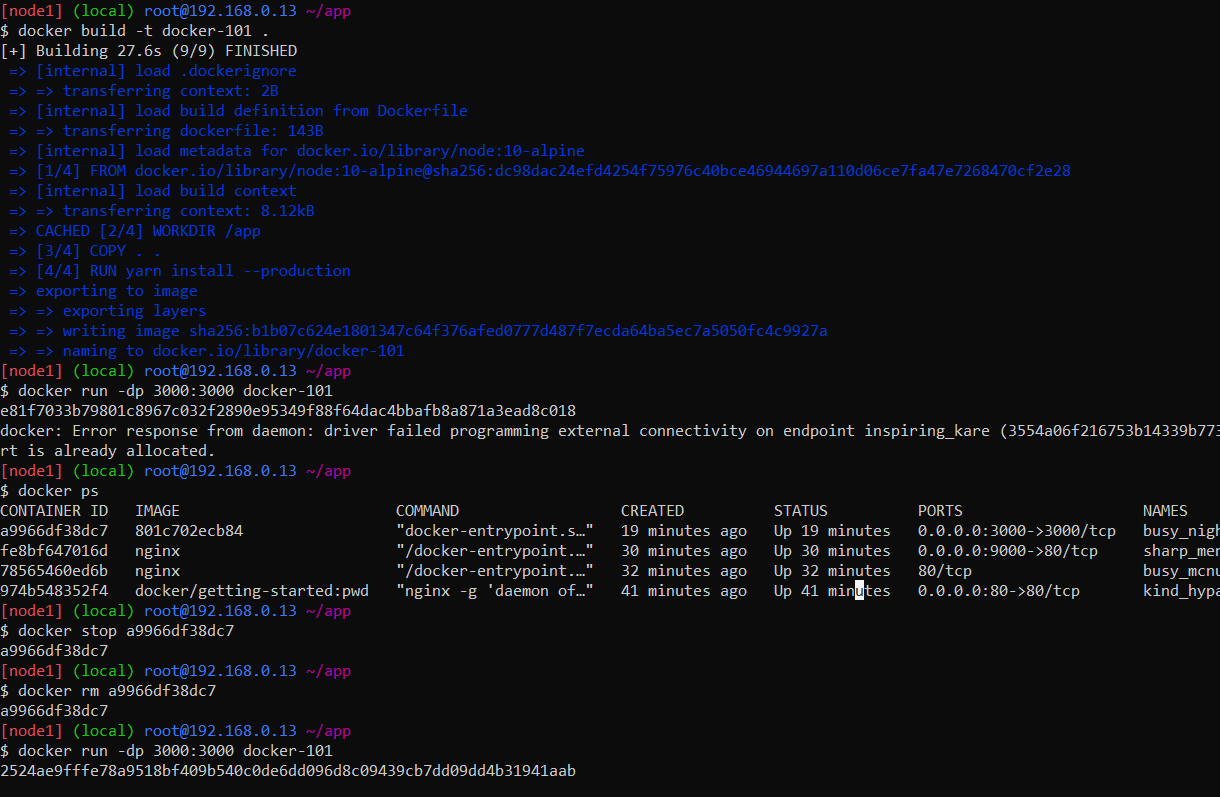 [node1] (local) root@192.168.0.13 ~/app
$ docker build -t docker-101 .
[+] Building 27.6s (9/9) FINISHED
=> [internal] load .dockerignore
=> => transferring context: 2B
=> [internal] load build definition from Dockerfile
=> => transferring dockerfile: 143B
=> [internal] load metadata for docker.io/library/node:10-alpine
=> [1/4] FROM docker.io/library/node:10-alpine@sha256:dc98dac24efd4254f75976c40bce46944697a110d06ce7fa47e7268470cf2e28
=> [internal] load build context
=> => transferring context: 8.12kB
=> CACHED [2/4] WORKDIR /app
=> [3/4] COPY . .
=> [4/4] RUN yarn install --production
=> exporting to image
=> => exporting layers
=> => writing image sha256:b1b07c624e1801347c64f376afed0777d487f7ecda64ba5ec7a5050fc4c9927a
=> => naming to docker.io/library/docker-101
[node1] (local) root@192.168.0.13 ~/app
$ docker run -dp 3000:3000 docker-101
e81f7033b79801c8967c032f2890e95349f88f64dac4bbafb8a871a3ead8c018
docker: Error response from daemon: driver failed programming external connectivity on endpoint inspiring_kare (3554a06f216753b14339b773
rt is already allocated.
[node1] (local) root@192.168.0.13 ~/app
$ docker ps
CONTAINER ID   IMAGE                        COMMAND                  CREATED          STATUS          PORTS                    NAMES
a9966df38dc7   801c702ecb84                 "docker-entrypoint.s…"   19 minutes ago   Up 19 minutes   0.0.0.0:3000->3000/tcp   busy_nigh
fe8bf647016d   nginx                        "/docker-entrypoint.…"   30 minutes ago   Up 30 minutes   0.0.0.0:9000->80/tcp     sharp_mer
78565460ed6b   nginx                        "/docker-entrypoint.…"   32 minutes ago   Up 32 minutes   80/tcp                   busy_mcnu
974b548352f4   docker/getting-started:pwd   "nginx -g 'daemon of…"   41 minutes ago   Up 41 minutes   0.0.0.0:80->80/tcp       kind_hypa
[node1] (local) root@192.168.0.13 ~/app
$ docker stop a9966df38dc7
a9966df38dc7
[node1] (local) root@192.168.0.13 ~/app
$ docker rm a9966df38dc7
a9966df38dc7
[node1] (local) root@192.168.0.13 ~/app
$ docker run -dp 3000:3000 docker-101
2524ae9fffe78a9518bf409b540c0de6dd096d8c09439cb7dd09dd4b31941aab